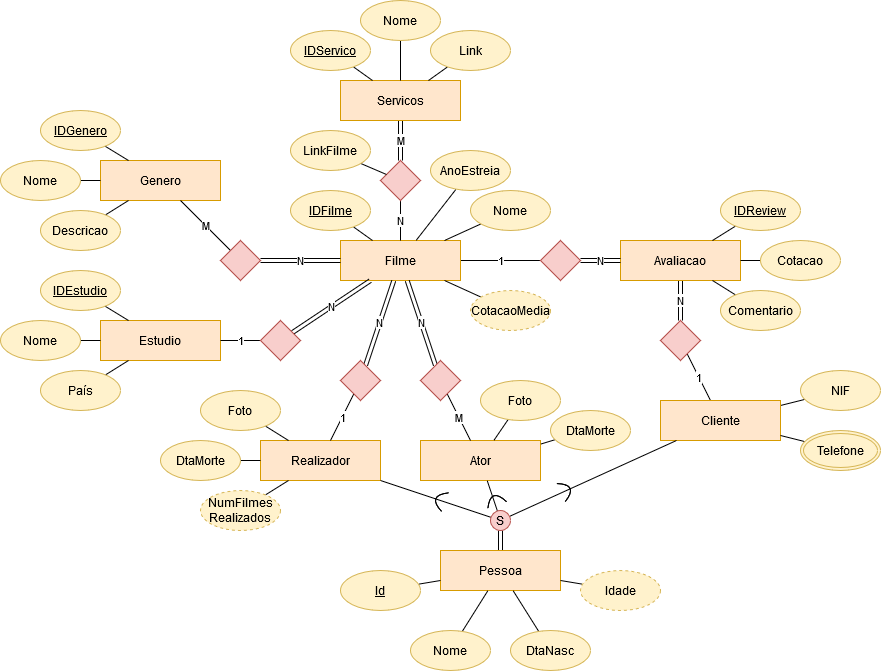 Nome
IDServico
Link
Servicos
M
IDGenero
LinkFilme
AnoEstreia
Nome
Genero
N
IDFilme
Nome
IDReview
M
Descricao
N
Filme
1
N
Avaliacao
Cotacao
IDEstudio
N
N
N
N
CotacaoMedia
Comentario
Nome
Estudio
1
País
1
NIF
Foto
1
M
Foto
Cliente
DtaMorte
Telefone
DtaMorte
Realizador
Ator
NumFilmes
Realizados
S
Pessoa
Id
Idade
Nome
DtaNasc